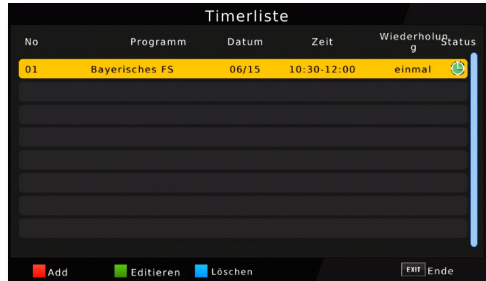 Timerliste
No Programm Datum Zeit Wiederholung Status
01 Bayerisches FS 06/15 10:30-12:00 einmal
Add Editieren Löschen EXIT Ende